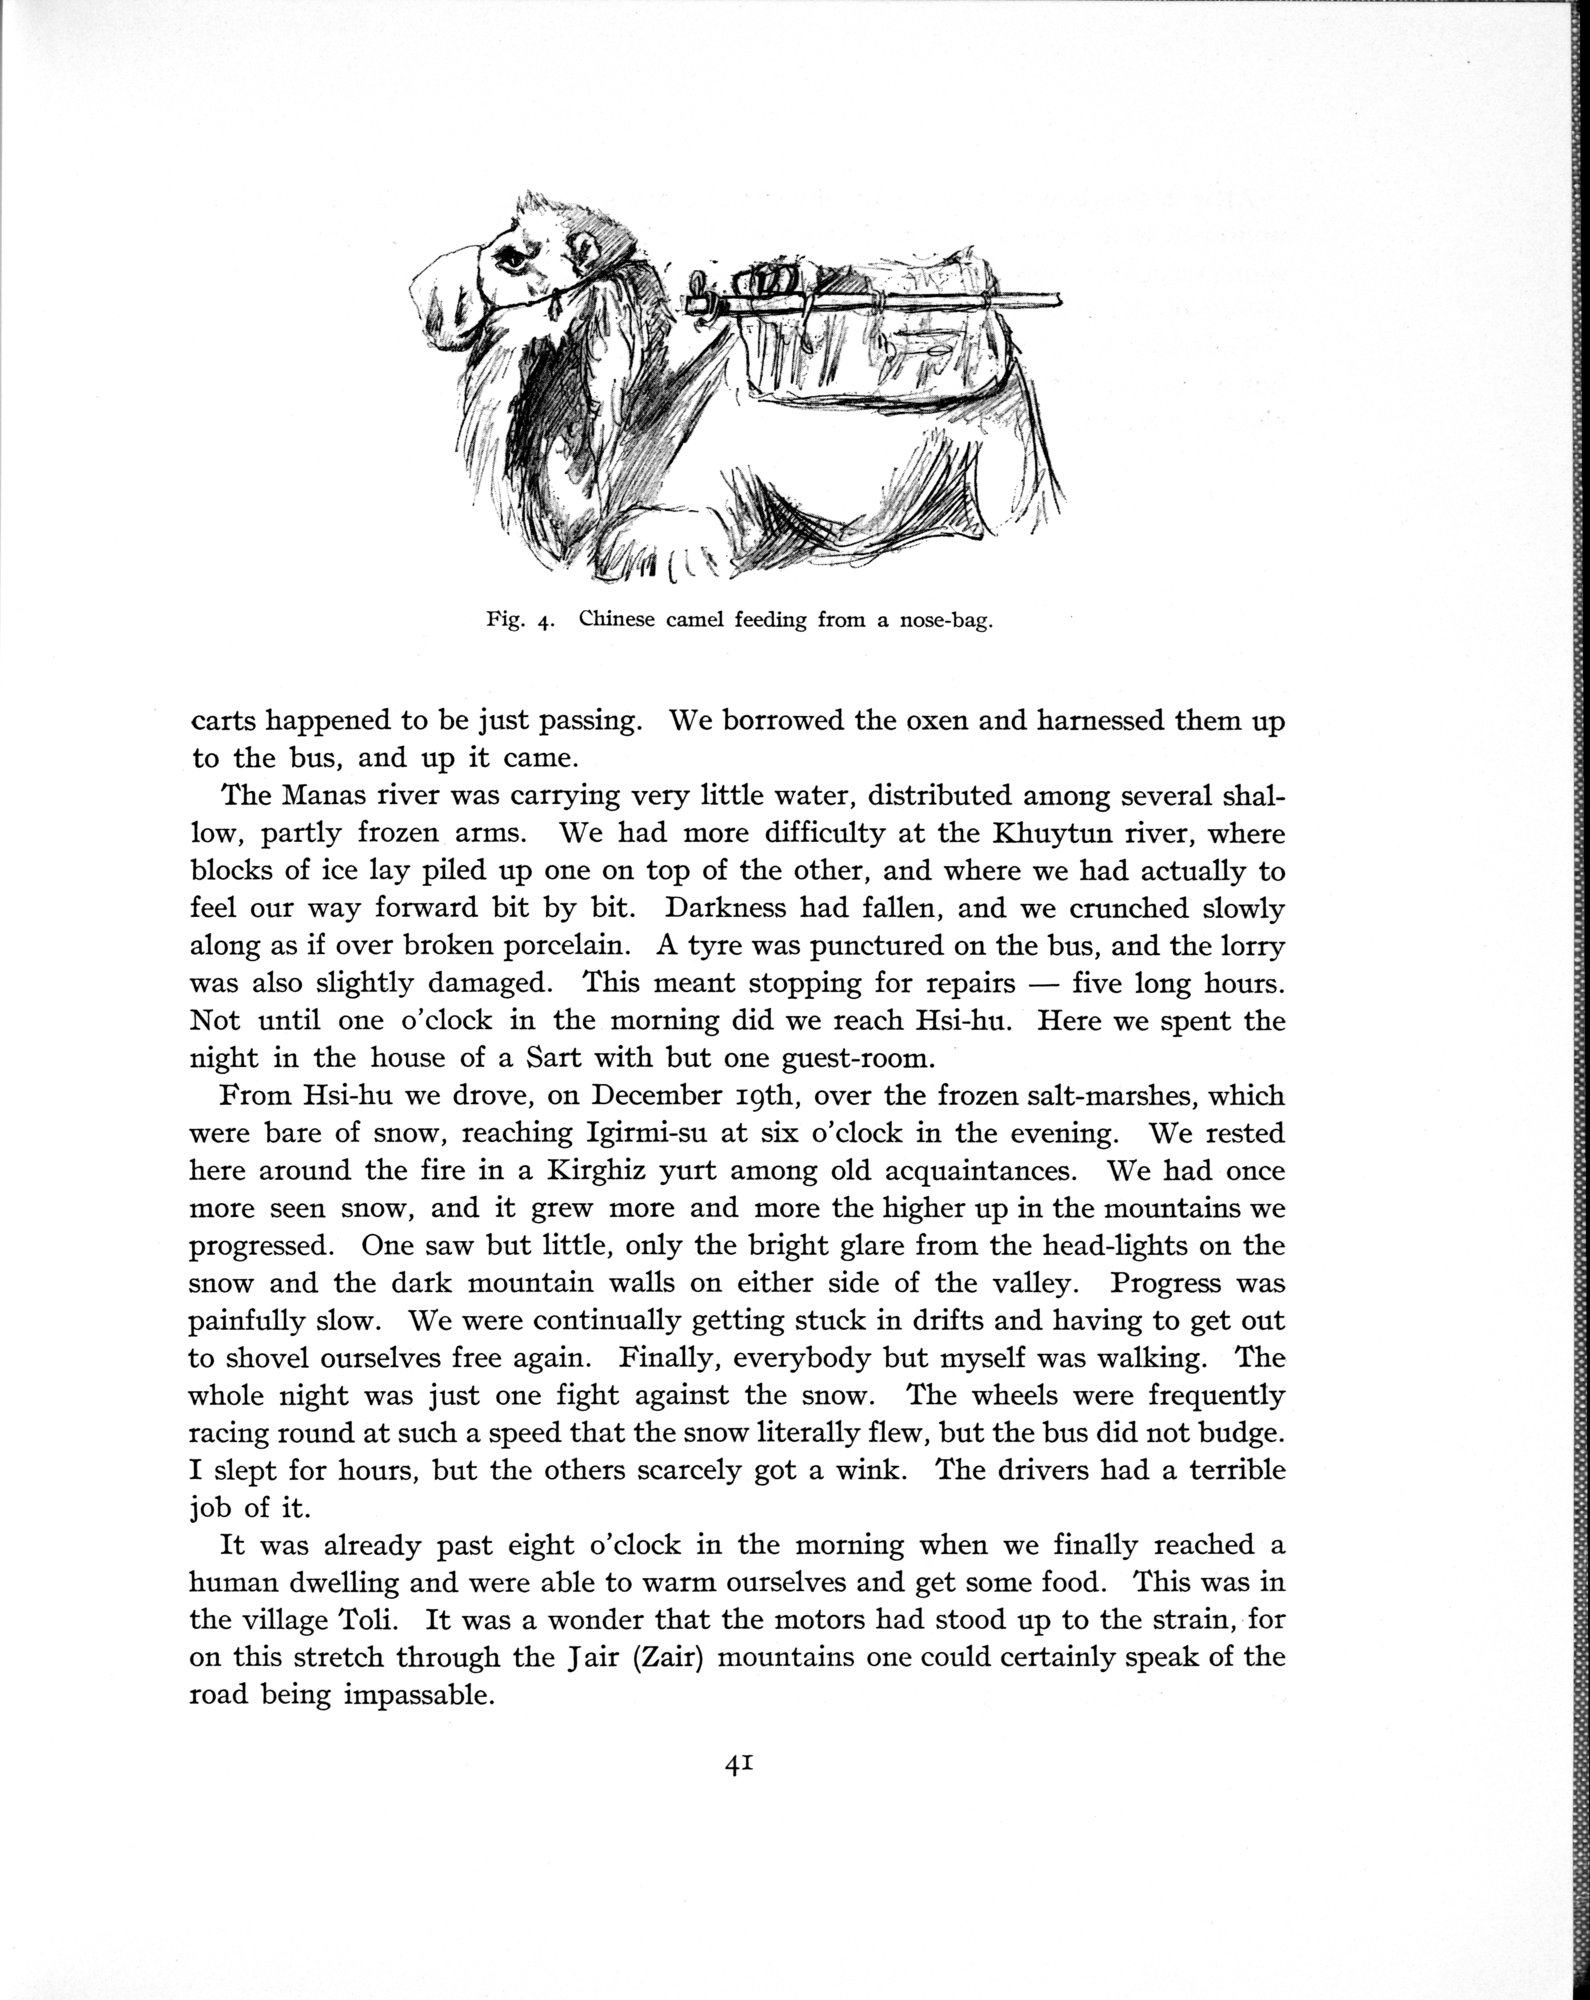 Fig. 4. Chinese camel feeding from a nose-bag.
carts happened to be just passing. We borrowed the oxen and harnessed them up
to the bus, and up it came.
The Manas river was carrying very little water, distributed among several shal-
low, partly frozen arms. We had more difficulty at the Khuytun river, where
blocks of ice lay piled up one on top of the other, and where we had actually to
feel our way forward bit by bit. Darkness had fallen, and we crunched slowly
along as if over broken porcelain. A tyre was punctured on the bus, and the lorry
was also slightly damaged. This meant stopping for repairs — five long hours.
Not until one o'clock in the morning did we reach Hsi-hu. Here we spent the
night in the house of a Sart with but one guest-room.
From Hsi-hu we drove, on December 19th, over the frozen salt-marshes, which
were bare of snow, reaching Igirmi-su at six o'clock in the evening. We rested
here around the fire in a Kirghiz yurt among old acquaintances. We had once
more seen snow, and it grew more and more the higher up in the mountains we
progressed. One saw but little, only the bright glare from the head-lights on the
snow and the dark mountain walls on either side of the valley. Progress was
painfully slow. We were continually getting stuck in drifts and having to get out
to shovel ourselves free again. Finally, everybody but myself was walking. The
whole night was just one fight against the snow. The wheels were frequently
racing round at such a speed that the snow literally flew, but the bus did not budge.
I slept for hours, but the others scarcely got a wink. The drivers had a terrible
job of it.
It was already past eight o'clock in the morning when we finally reached a
human dwelling and were able to warm ourselves and get some food. This was in
the village Toli. It was a wonder that the motors had stood up to the strain, for
on this stretch through the Jair (Zair) mountains one could certainly speak of the
road being impassable.
41